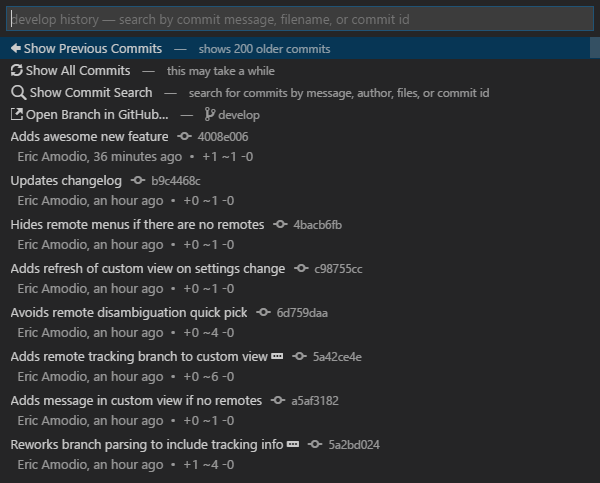 develop history — search by commit message, filename, or commit id
Show Previous Commits — shows 200 older commits
Show All Commits — this may take a while
Show Commit Search — search for commits by message, author, files, or commit id
Open Branch in GitHub... — develop
Adds awesome new feature 4008e006
Eric Amodio, 36 minutes ago • +1 ~1 -0
Updates changelog b9c4468c
Eric Amodio, an hour ago • +0 ~1 -0
Hides remote menus if there are no remotes 4bacb6fb
Eric Amodio, an hour ago • +0 ~1 -0
Adds refresh of custom view on settings change c98755cc
Eric Amodio, an hour ago • +0 ~1 -0
Avoids remote disambiguation quick pick 6d759daa
Eric Amodio, an hour ago • +0 ~4 -0
Adds remote tracking branch to custom view 5a42ce4e
Eric Amodio, an hour ago • +0 ~6 -0
Adds message in custom view if no remotes a5af3182
Eric Amodio, an hour ago • +0 ~1 -0
Reworks branch parsing to include tracking info 5a2bd024
Eric Amodio, an hour ago • +1 ~4 -0